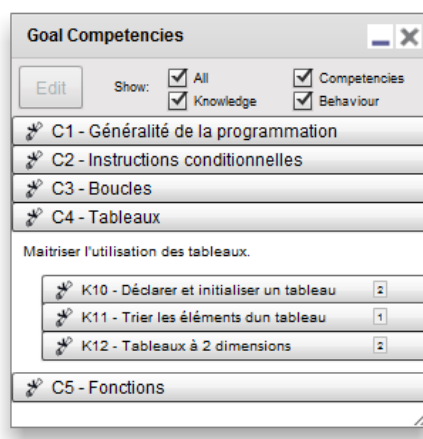 Goal Competencies
Edit Show: All Competencies
Knowledge Behaviour
C1 - Généralité de la programmation
C2 - Instructions conditionnelles
C3 - Boucles
C4 - Tableaux
Maitriser l'utilisation des tableaux.
K10 - Déclarer et initialiser un tableau 2
K11 - Trier les éléments dun tableau 1
K12 - Tableaux à 2 dimensions 2
C5 - Fonctions